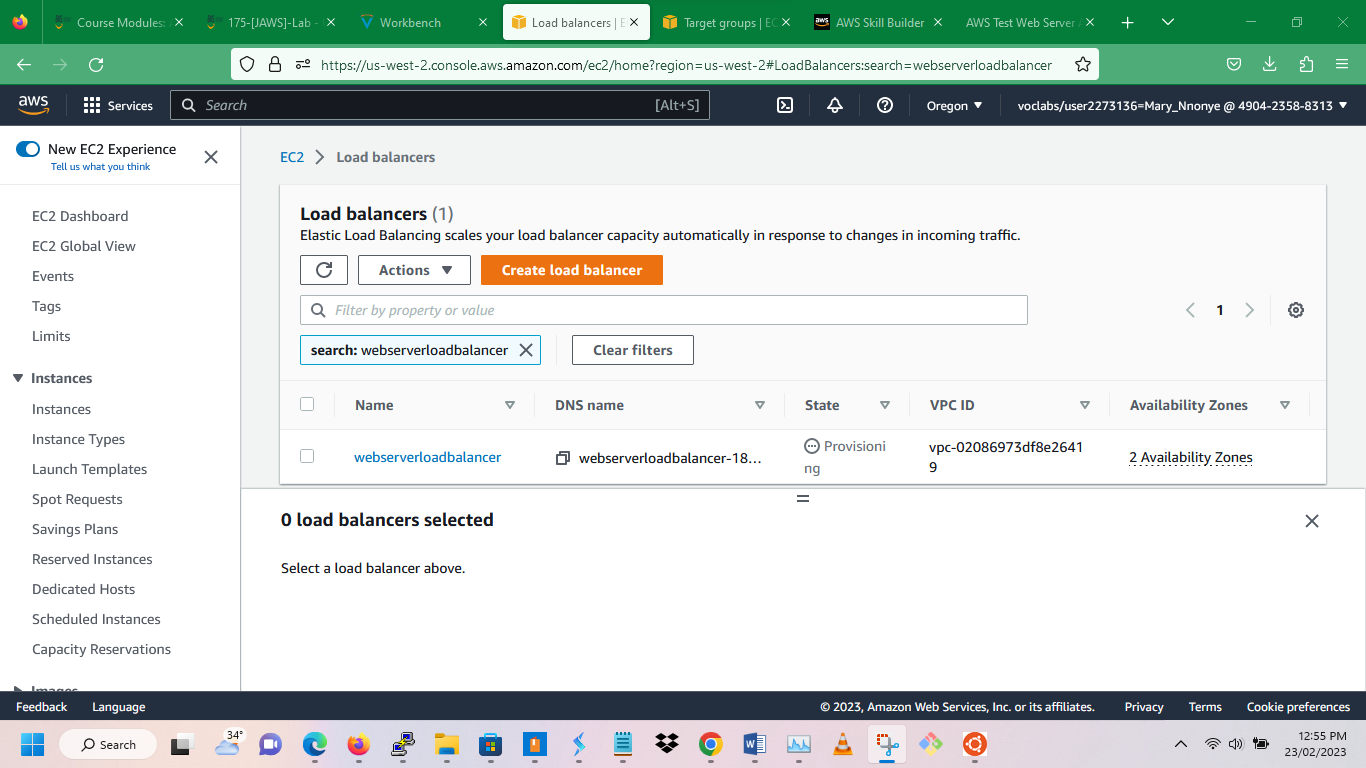 Course Modules: A
175-[JAWS]-Lab -
Workbench
Load balancers | E
Target groups | EC
AWS Skill Builder
AWS Test Web Server A
https://us-west-2.console.aws.amazon.com/ec2/home?region=us-west-2#LoadBalancers:search=webserverloadbalancer
aws
Services
Search
[Alt+S]
Oregon
voclabs/user2273136=Mary_Nnonye @ 4904-2358-8313
New EC2 Experience
Tell us what you think
EC2 Dashboard
EC2 Global View
Events
Tags
Limits
Instances
Instances
Instance Types
Launch Templates
Spot Requests
Savings Plans
Reserved Instances
Dedicated Hosts
Scheduled Instances
Capacity Reservations
Images
EC2 > Load balancers
Load balancers (1)
Elastic Load Balancing scales your load balancer capacity automatically in response to changes in incoming traffic.
Actions
Create load balancer
Filter by property or value
1
search: webserverloadbalancer
Clear filters
Name
DNS name
State
VPC ID
Availability Zones
webserverloadbalancer
webserverloadbalancer-18...
Provisioni
ng
vpc-02086973df8e2641
9
2 Availability Zones
0 load balancers selected
Select a load balancer above.
Feedback
Language
© 2023, Amazon Web Services, Inc. or its affiliates.
Privacy
Terms
Cookie preferences
Search
34°
12:55 PM
23/02/2023